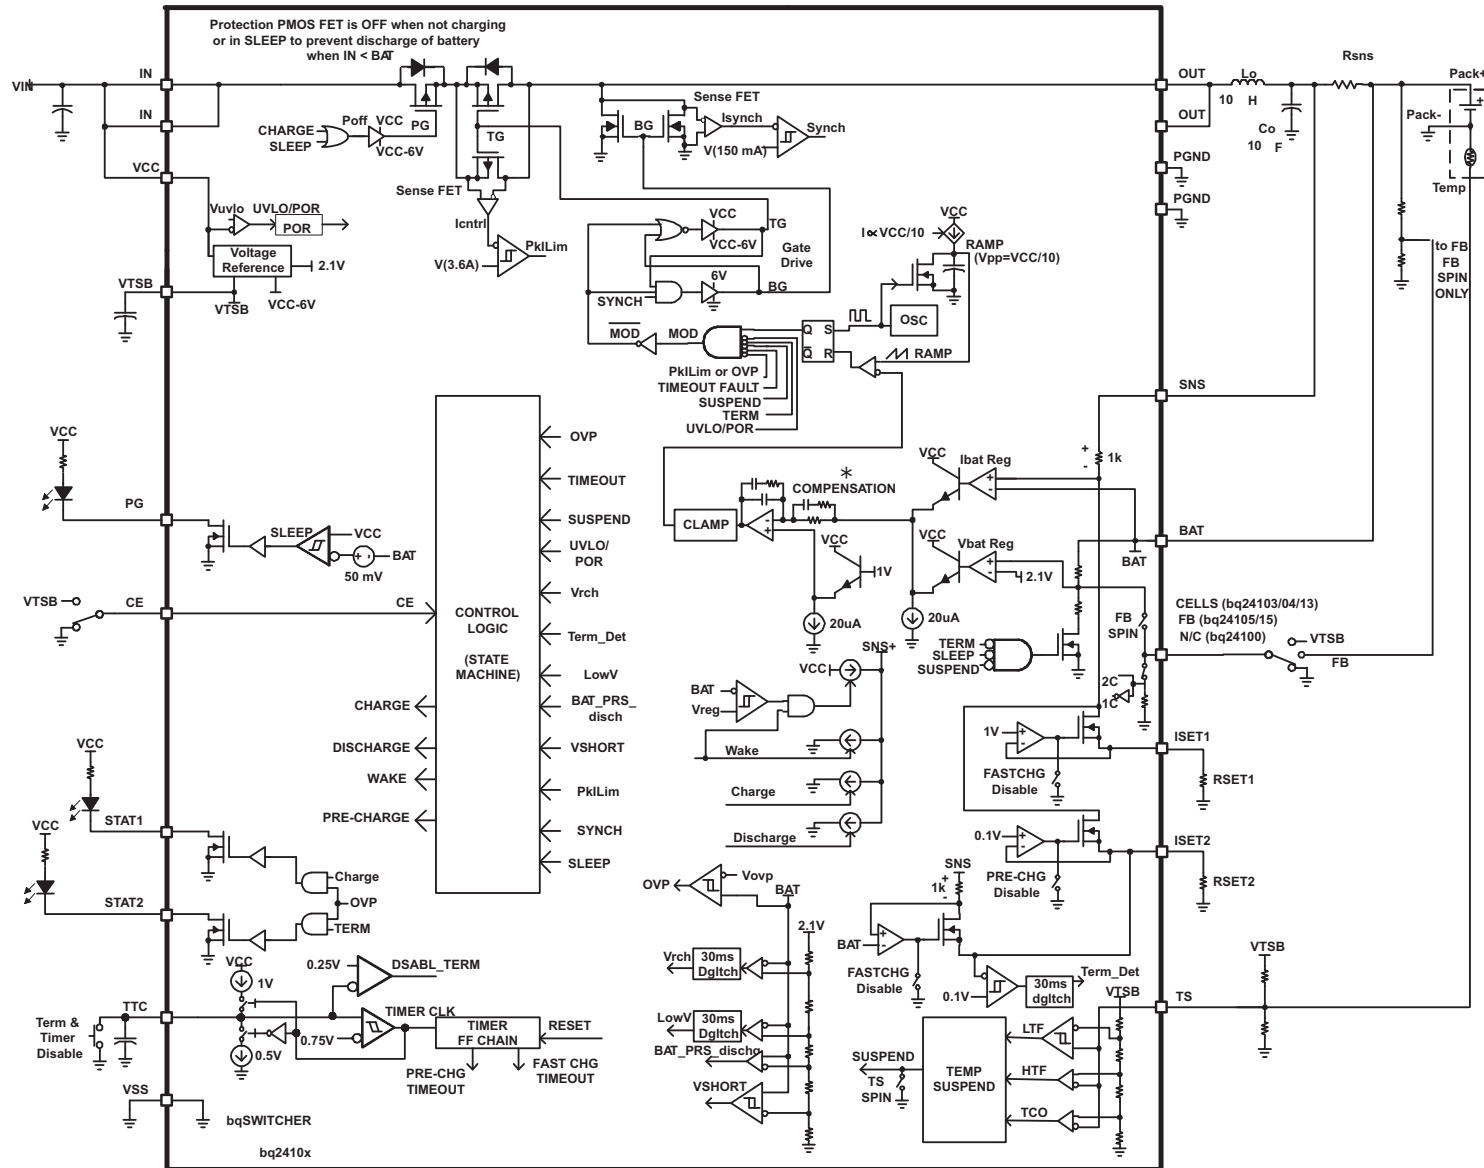 Protection PMOS FET is OFF when not charging
or in SLEEP to prevent discharge of battery
when IN < BAT
VIN
IN
IN
VCC
CHARGE
SLEEP
Poff
VCC
VCC-6V
PG
TG
Sense FET
Icntrl
V(3.6A)
PkILim
Sense FET
BG
Isynch
V(150 mA)
Synch
OUT
OUT
Lo
10
H
Co
10
F
Rsns
Pack+
+
Pack-
Temp
PGND
PGND
to FB
FB
SPIN
ONLY
Vuvlo
UVLO/POR
POR
Voltage
Reference
2.1V
VTSB
VTSB
VCC-6V
VCC
VCC-6V
TG
Gate
Drive
6V
BG
SYNCH
VCC
I∝VCC/10
RAMP
(Vpp=VCC/10)
OSC
Q
S
Q
R
RAMP
MOD
MOD
PkILim or OVP
TIMEOUT FAULT
SUSPEND
TERM
UVLO/POR
SNS
+
-
1k
VCC
Ibat Reg
+
-
*
COMPENSATION
CLAMP
-
+
VCC
1V
20uA
VCC
Vbat Reg
+
-
2.1V
20uA
BAT
BAT
VCC
PG
SLEEP
VCC
+ -
BAT
50 mV
VTSB
CE
CE
CONTROL
LOGIC
(STATE
MACHINE)
OVP
TIMEOUT
SUSPEND
UVLO/
POR
Vrch
Term_Det
LowV
BAT_PRS_
disch
VSHORT
PkILim
SYNCH
SLEEP
CHARGE
DISCHARGE
WAKE
PRE-CHARGE
TERM
SLEEP
SUSPEND
FB
SPIN
2C
1C
CELLS (bq24103/04/13)
FB (bq24105/15)
N/C (bq24100)
VTSB
FB
SNS+
VCC
BAT
Vreg
Wake
Charge
Discharge
1V
+
-
FASTCHG
Disable
ISET1
RSET1
0.1V
+
-
PRE-CHG
Disable
ISET2
RSET2
VCC
STAT1
VCC
STAT2
Charge
OVP
TERM
OVP
Vovp
BAT
2.1V
Vrch
30ms
Dgltch
LowV
30ms
Dgltch
BAT_PRS_dischg
VSHORT
SNS
+
1k
-
+
-
BAT
FASTCHG
Disable
0.1V
30ms
dgltch
Term_Det
VTSB
VTSB
TS
LTF
HTF
TCO
TEMP
SUSPEND
SUSPEND
TS
SPIN
VCC
1V
0.5V
0.25V
DSABL_TERM
TTC
Term &
Timer
Disable
0.75V
TIMER CLK
TIMER
FF CHAIN
RESET
PRE-CHG
TIMEOUT
FAST CHG
TIMEOUT
VSS
bqSWITCHER
bq2410x